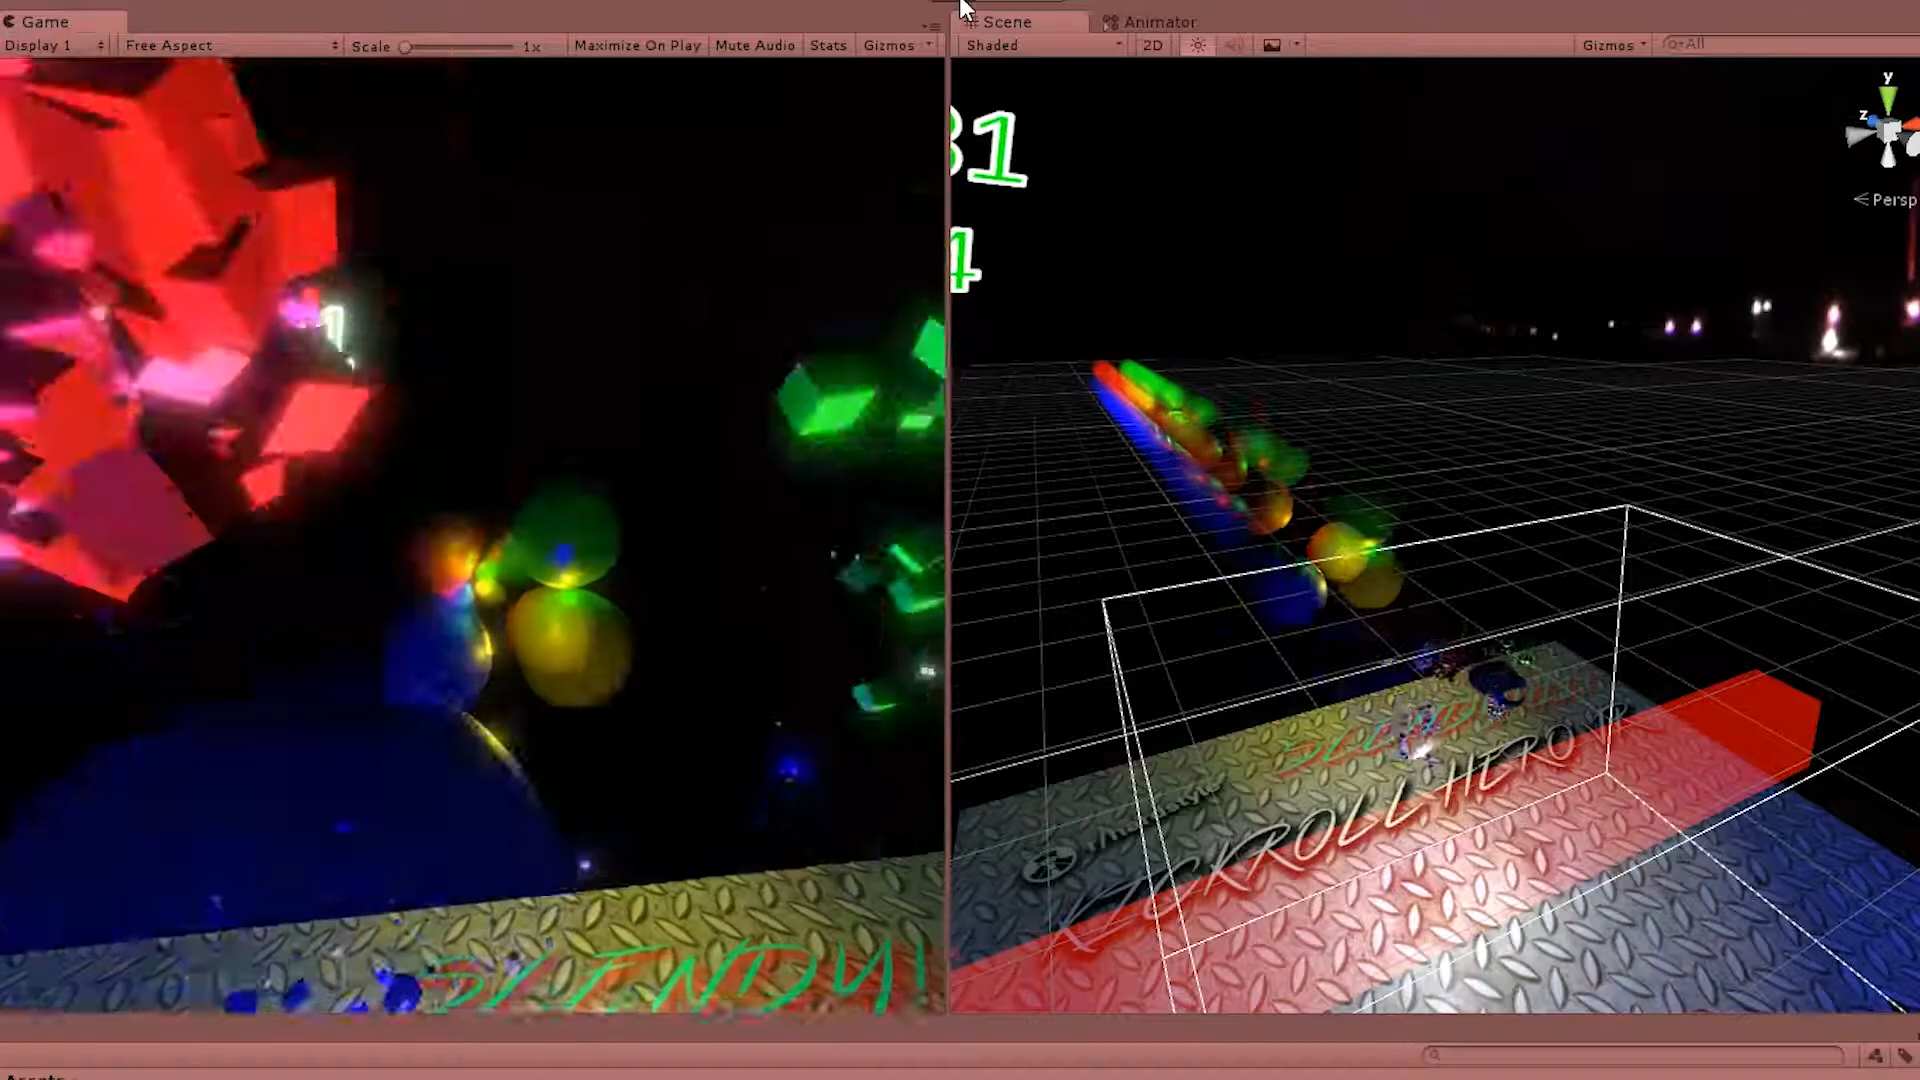 Game
Scene
Animator
Display 1
Free Aspect
Scale
1x
Maximize On Play
Mute Audio
Stats
Gizmos
Shaded
2D
Gizmos
All
y
z
Persp
31
4
KICKROLL HERO
Assets